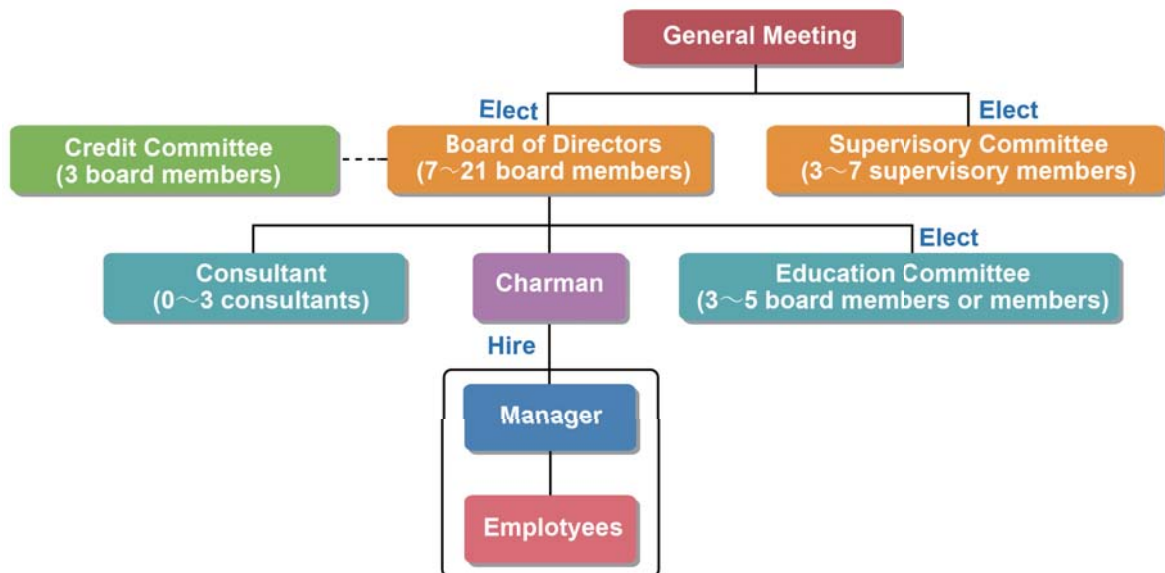 General Meeting
Elect
Elect
Credit Committee
(3 board members)
Board of Directors
(7～21 board members)
Supervisory Committee
(3～7 supervisory members)
Elect
Consultant
(0～3 consultants)
Charman
Education Committee
(3～5 board members or members)
Hire
Manager
Emplotyees